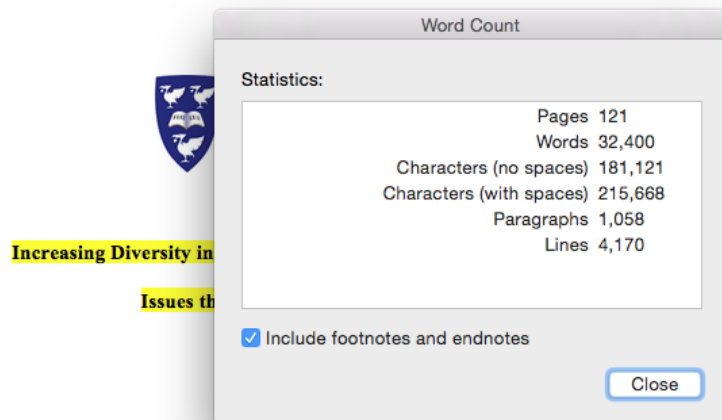 Word Count
Statistics:
Pages 121
Words 32,400
Characters (no spaces) 181,121
Characters (with spaces) 215,668
Paragraphs 1,058
Lines 4,170
Increasing Diversity in
Issues th
Include footnotes and endnotes
Close